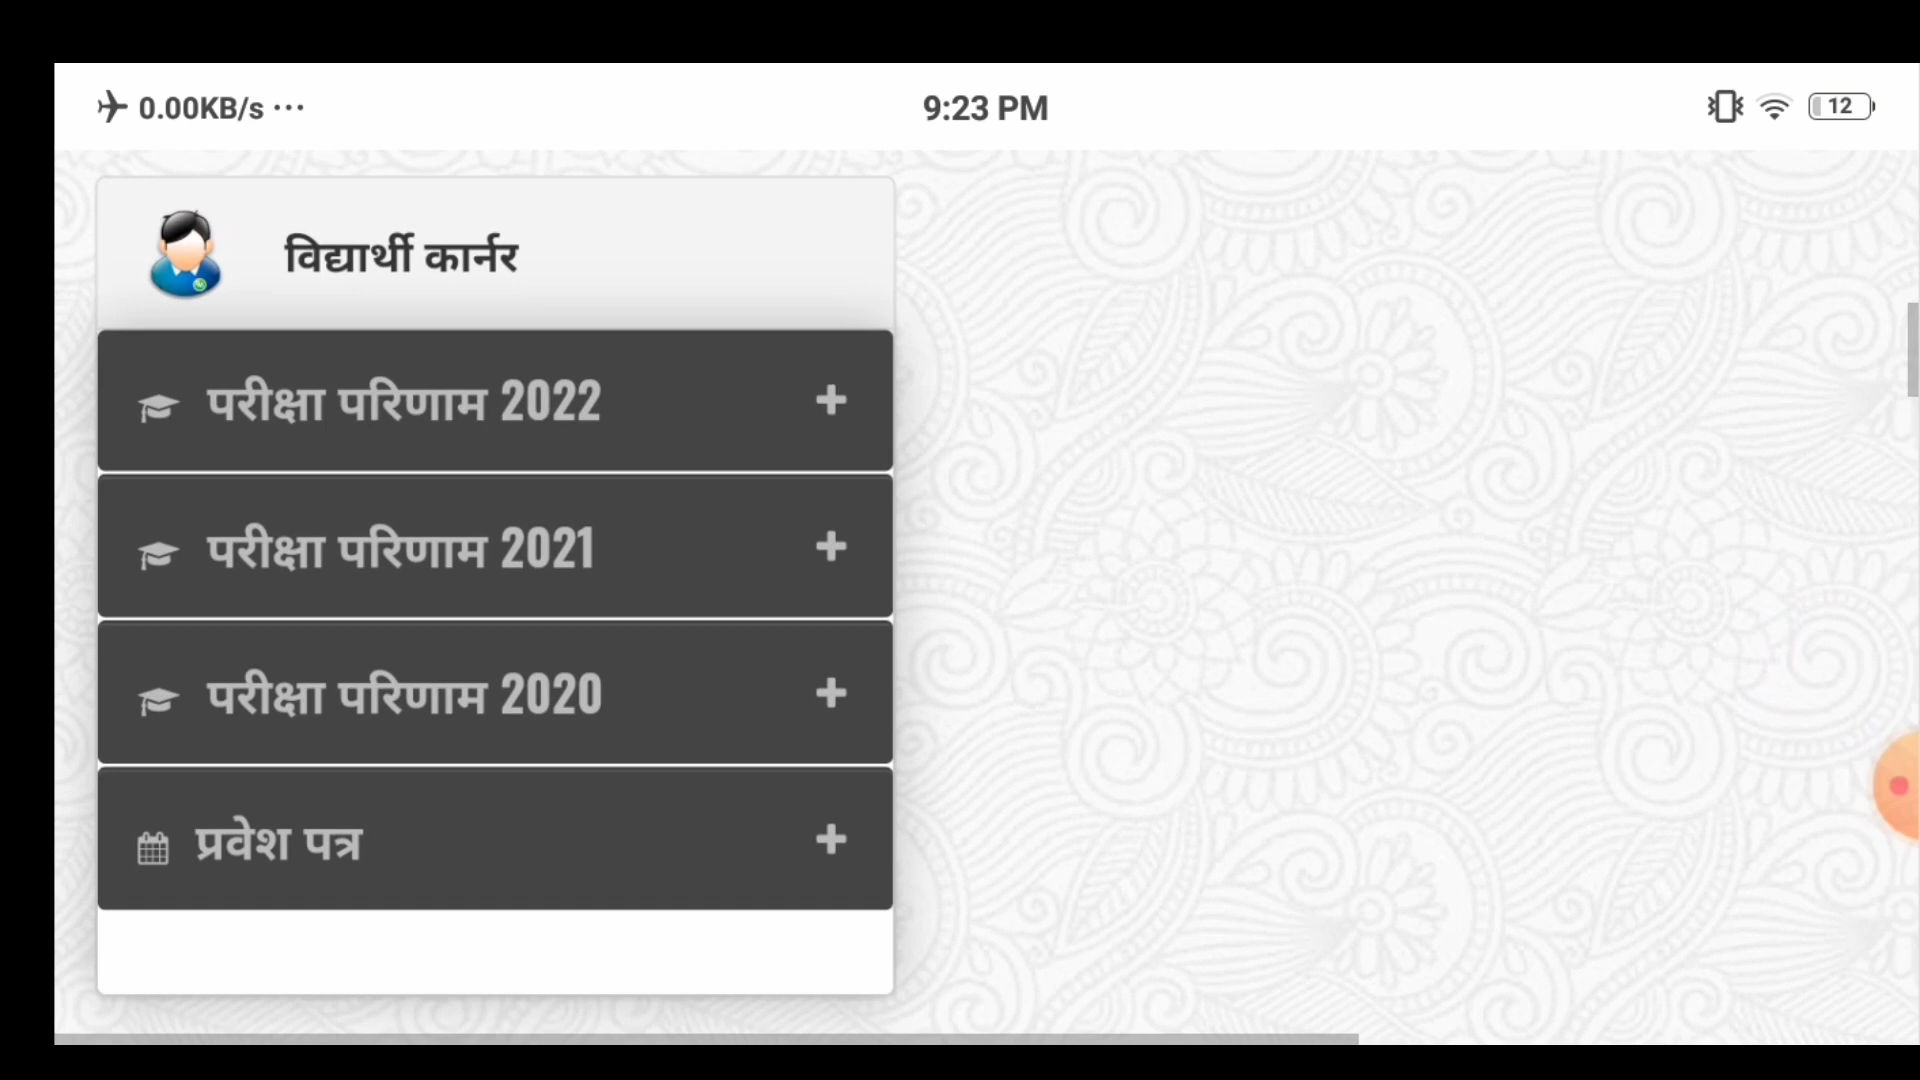 0.00KB/s ...
9:23 PM
12
विद्यार्थी कार्नर
परीक्षा परिणाम 2022
परीक्षा परिणाम 2021
परीक्षा परिणाम 2020
प्रवेश पत्र